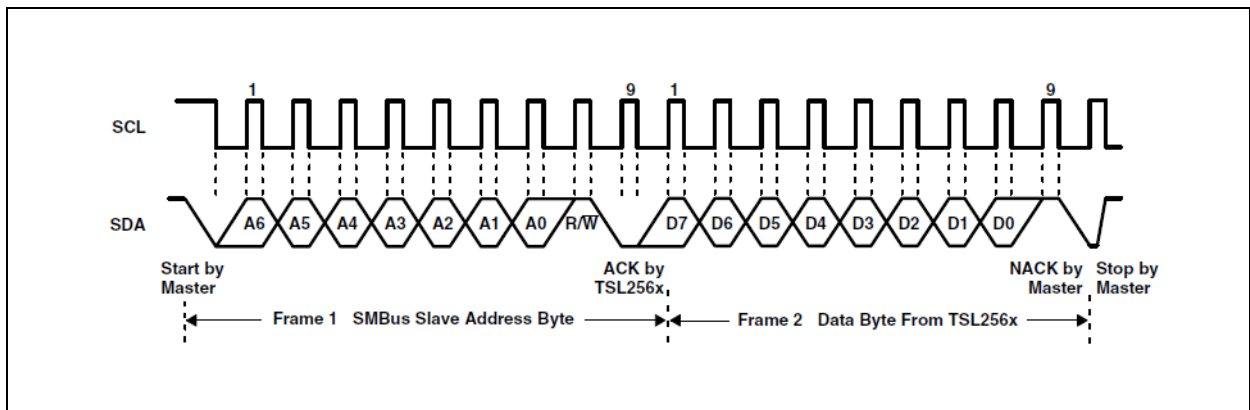 1 9 1 9
SCL
SDA A6 A5 A4 A3 A2 A1 A0 R/W D7 D6 D5 D4 D3 D2 D1 D0
Start by ACK by NACK by Stop by
Master TSL256x Master Master
Frame 1 SMBus Slave Address Byte Frame 2 Data Byte From TSL256x